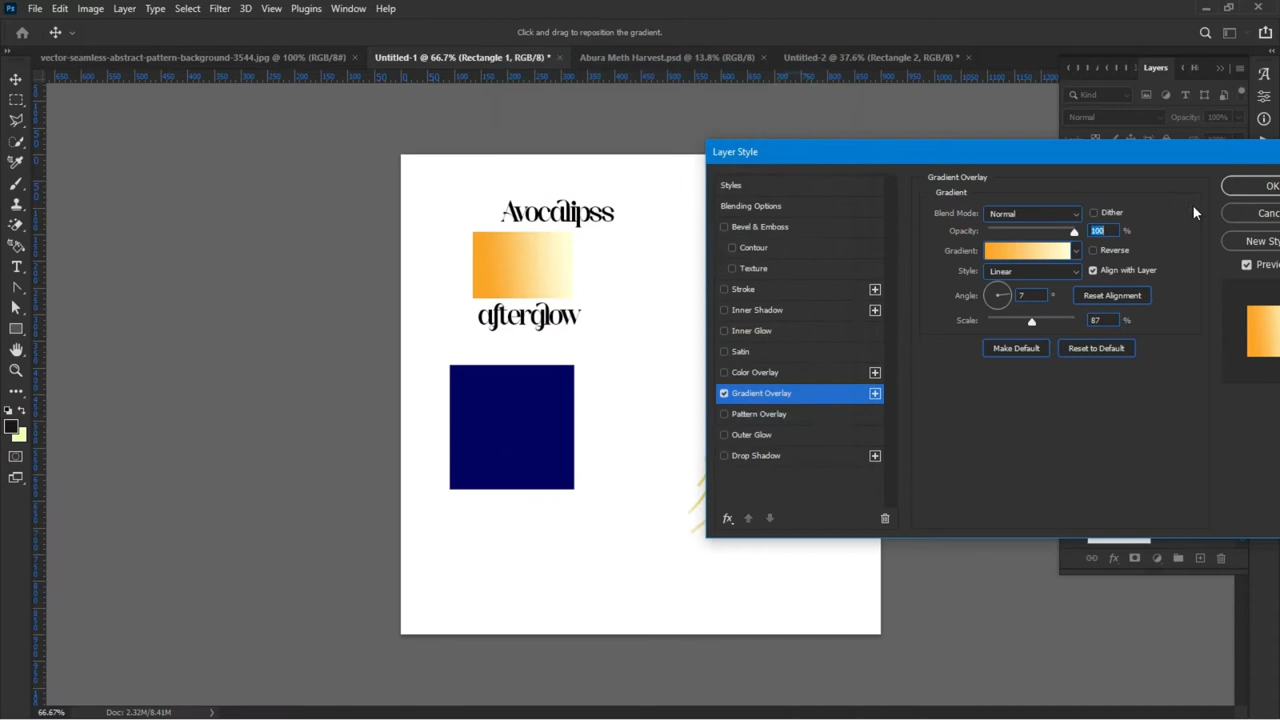 Ps File Edit Image Layer Type Select Filter 3D View Plugins Window Help
Click and drag to reposition the gradient.
vector-seamless-abstract-pattern-background-3544.jpg @ 100% (RGB/8#) × Untitled-1 @ 66.7% (Rectangle 1, RGB/8) * × Abura Meth Harvest.psd @ 13.8% (RGB/8#) × Untitled-2 @ 37.6% (Rectangle 2, RGB/8#) * ×
Layers
Kind
Normal Opacity: 100%
Avocalipss
afterglow
Layer Style
Styles
Blending Options
Bevel & Emboss
Contour
Texture
Stroke
Inner Shadow
Inner Glow
Satin
Color Overlay
Gradient Overlay
Pattern Overlay
Outer Glow
Drop Shadow
fx
Gradient Overlay
Gradient
Blend Mode: Normal Dither
Opacity: 100 %
Gradient: Reverse
Style: Linear Align with Layer
Angle: 7 ° Reset Alignment
Scale: 87 %
Make Default Reset to Default
OK
Canc
New Sty
Previe
fx
66.67% Doc: 2.32M/8.41M